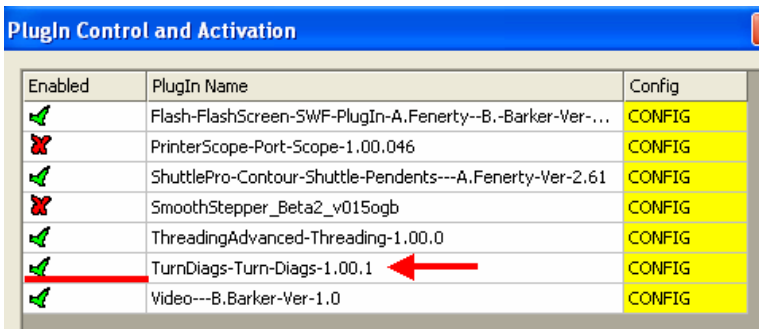 PlugIn Control and Activation
Enabled PlugIn Name Config
Flash-FlashScreen-SWF-PlugIn-A.Fenerty--B.-Barker-Ver-... CONFIG
PrinterScope-Port-Scope-1.00.046 CONFIG
ShuttlePro-Contour-Shuttle-Pendents---A.Fenerty-Ver-2.61 CONFIG
SmoothStepper_Beta2_v015ogb CONFIG
ThreadingAdvanced-Threading-1.00.0 CONFIG
TurnDiags-Turn-Diags-1.00.1 CONFIG
Video---B.Barker-Ver-1.0 CONFIG